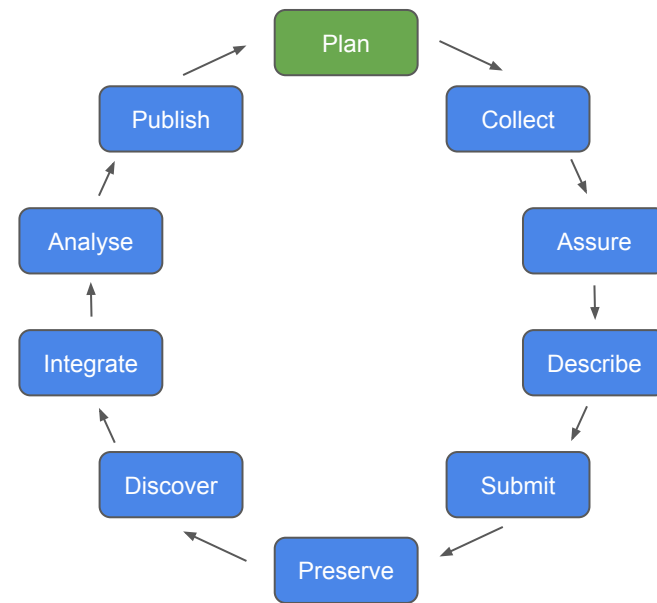 Plan
Collect
Assure
Describe
Submit
Preserve
Discover
Integrate
Analyse
Publish